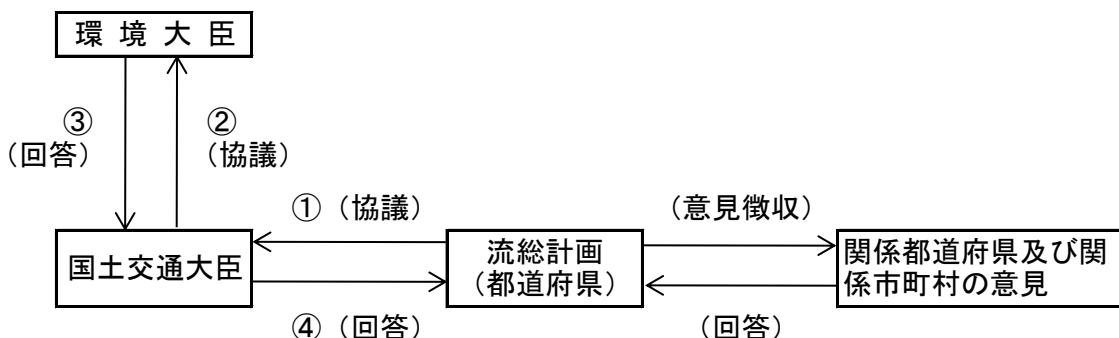 環境大臣
③
(回答)
②
(協議)
①(協議)
(意見徴収)
国土交通大臣
流総計画
(都道府県)
関係都道府県及び関
係市町村の意見
④(回答)
(回答)